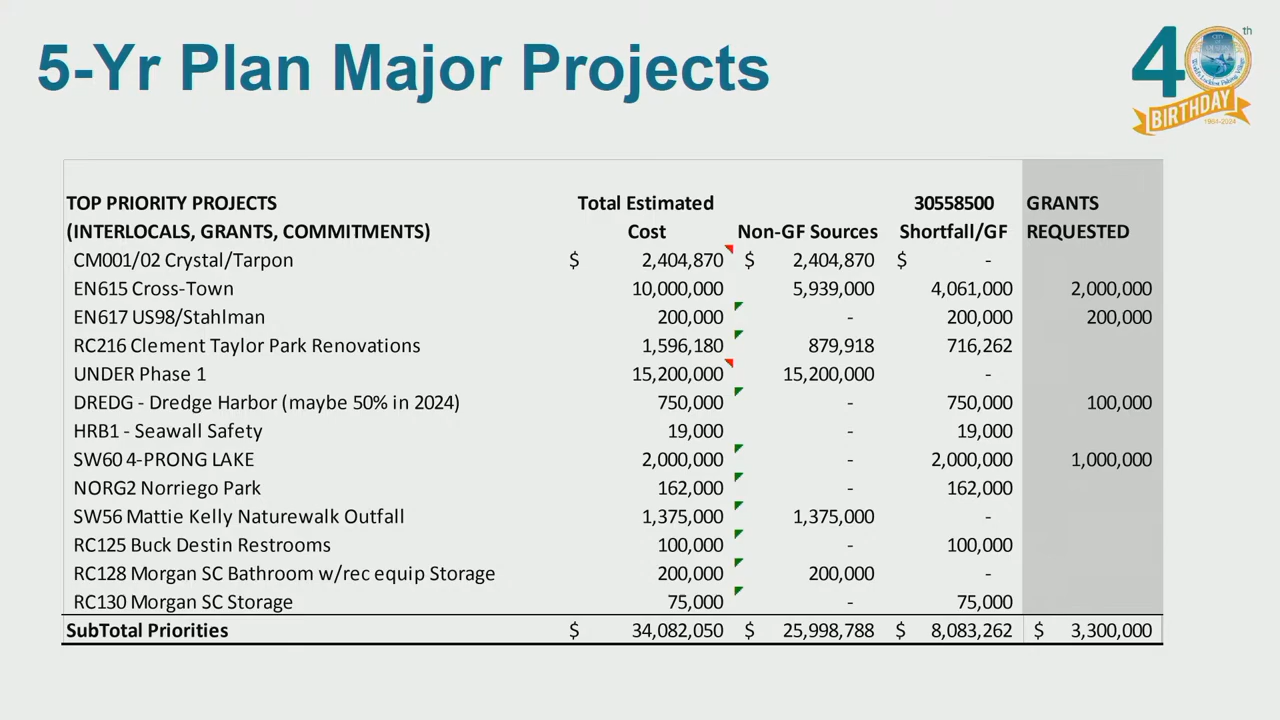 5-Yr Plan Major Projects
40th
CITY
World's Luckiest Fishing Village
BIRTHDAY
1984-2024
TOP PRIORITY PROJECTS Total Estimated 30558500 GRANTS
(INTERLOCALS, GRANTS, COMMITMENTS) Cost Non-GF Sources Shortfall/GF REQUESTED
CM001/02 Crystal/Tarpon $ 2,404,870 $ 2,404,870 $ -
EN615 Cross-Town 10,000,000 5,939,000 4,061,000 2,000,000
EN617 US98/Stahlman 200,000 - 200,000 200,000
RC216 Clement Taylor Park Renovations 1,596,180 879,918 716,262
UNDER Phase 1 15,200,000 15,200,000 -
DREDG - Dredge Harbor (maybe 50% in 2024) 750,000 - 750,000 100,000
HRB1 - Seawall Safety 19,000 - 19,000
SW60 4-PRONG LAKE 2,000,000 - 2,000,000 1,000,000
NORG2 Norriego Park 162,000 - 162,000
SW56 Mattie Kelly Naturewalk Outfall 1,375,000 1,375,000 -
RC125 Buck Destin Restrooms 100,000 - 100,000
RC128 Morgan SC Bathroom w/rec equip Storage 200,000 200,000 -
RC130 Morgan SC Storage 75,000 - 75,000
SubTotal Priorities $ 34,082,050 $ 25,998,788 $ 8,083,262 $ 3,300,000